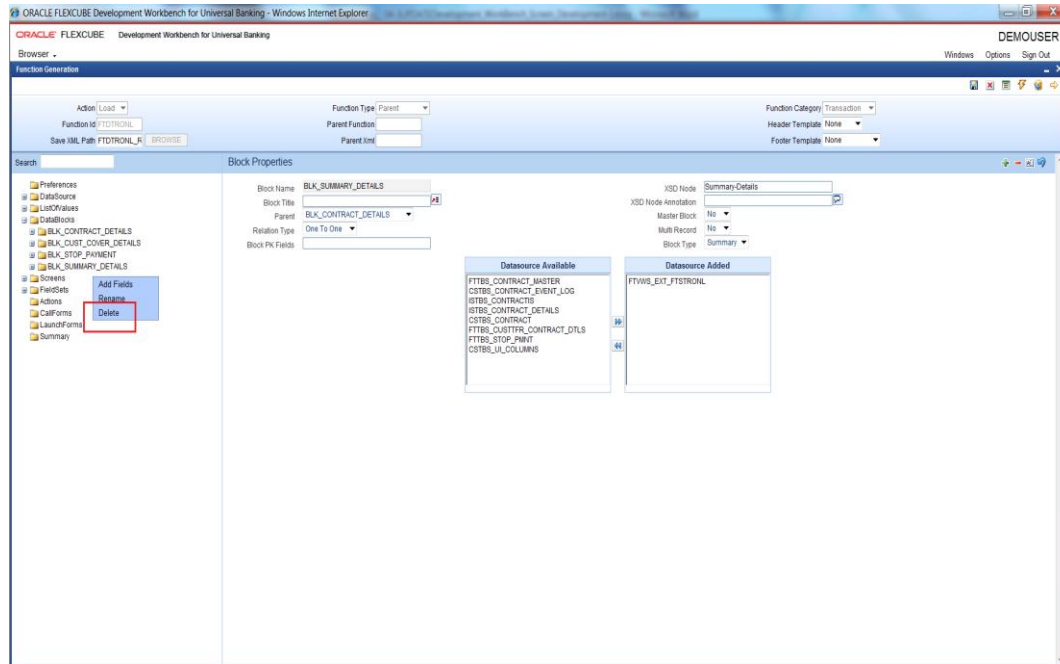 ORACLE FLEXCUBE Development Workbench for Universal Banking - Windows Internet Explorer
ORACLE FLEXCUBE Development Workbench for Universal Banking
DEMOUSER
Browser
Windows Options Sign Out
Function Generation
Action Load
Function Type Parent
Function Category Transaction
Function Id FTDTRONL
Parent Function
Header Template None
Save XML Path FTDTRONL_R BROWSE
Parent Xml
Footer Template None
Search
Block Properties
Preferences
DataSource
ListOfValues
DataBlocks
BLK_CONTRACT_DETAILS
BLK_CUST_COVER_DETAILS
BLK_STOP_PAYMENT
BLK_SUMMARY_DETAILS
Screens
FieldSets
Actions
CallForms
LaunchForms
Summary
Add Fields
Rename
Delete
Block Name BLK_SUMMARY_DETAILS
Block Title
Parent BLK_CONTRACT_DETAILS
Relation Type One To One
Block PK Fields
XSD Node Summary-Details
XSD Node Annotation
Master Block No
Multi Record No
Block Type Summary
Datasource Available
FTTBS_CONTRACT_MASTER
CSTBS_CONTRACT_EVENT_LOG
ISTBS_CONTRACTIS
ISTBS_CONTRACT_DETAILS
CSTBS_CONTRACT
FTTBS_CUSTTFR_CONTRACT_DTLS
FTTBS_STOP_PMNT
CSTBS_UI_COLUMNS
Datasource Added
FTVWS_EXT_FTSTRONL